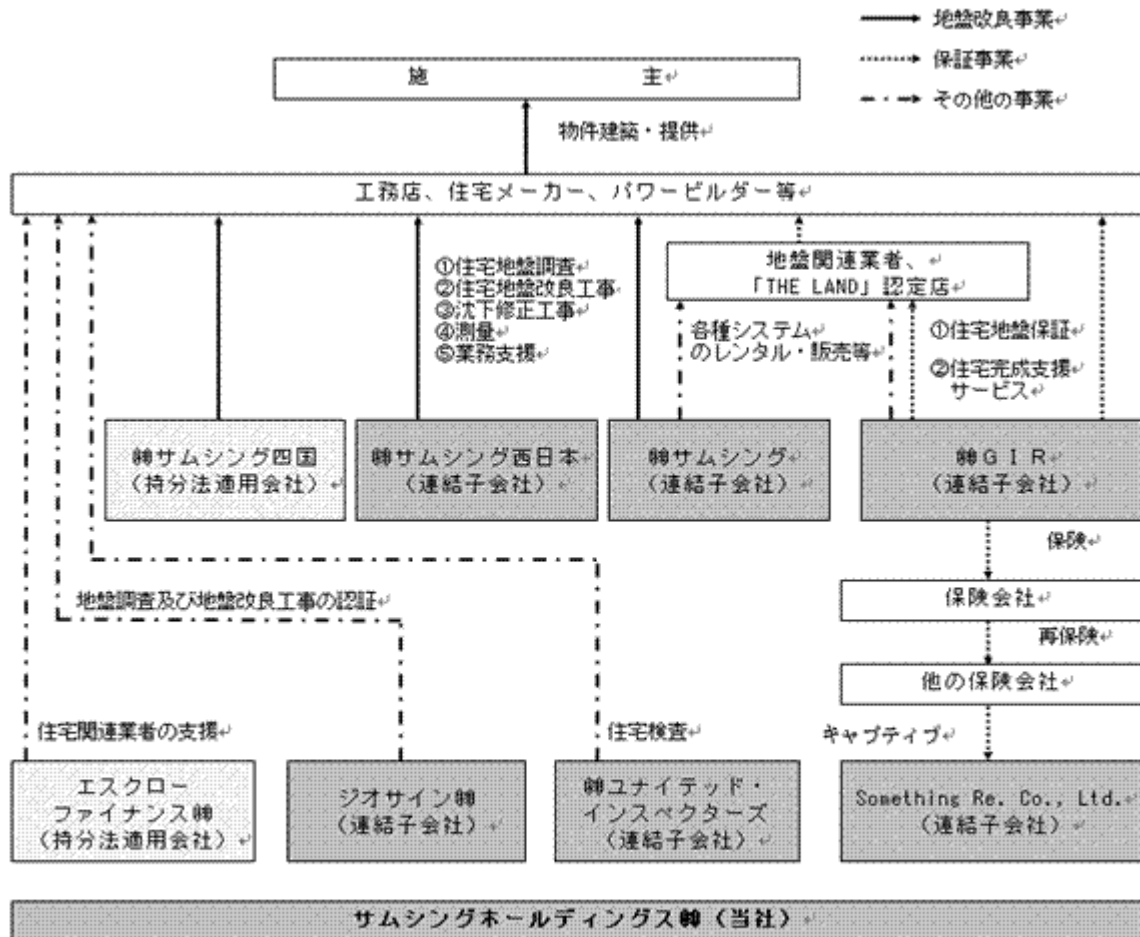 地盤改良事業
保証事業
その他の事業
施 主
物件建築・提供
工務店、住宅メーカー、パワービルダー等
①住宅地盤調査
②住宅地盤改良工事
③沈下修正工事
④測量
⑤業務支援
地盤関連業者、
「THE LAND」認定店
各種システム
のレンタル・販売等
①住宅地盤保証
②住宅完成支援
サービス
㈱サムシング四国
(持分法適用会社)
㈱サムシング西日本
(連結子会社)
㈱サムシング
(連結子会社)
㈱GIR
(連結子会社)
保険
保険会社
再保険
他の保険会社
キャプティブ
地盤調査及び地盤改良工事の認証
住宅関連業者の支援
住宅検査
エスクロー
ファイナンス㈱
(持分法適用会社)
ジオサイン㈱
(連結子会社)
㈱ユナイテッド・
インスペクターズ
(連結子会社)
Something Re. Co., Ltd.
(連結子会社)
サムシングホールディングス㈱(当社)